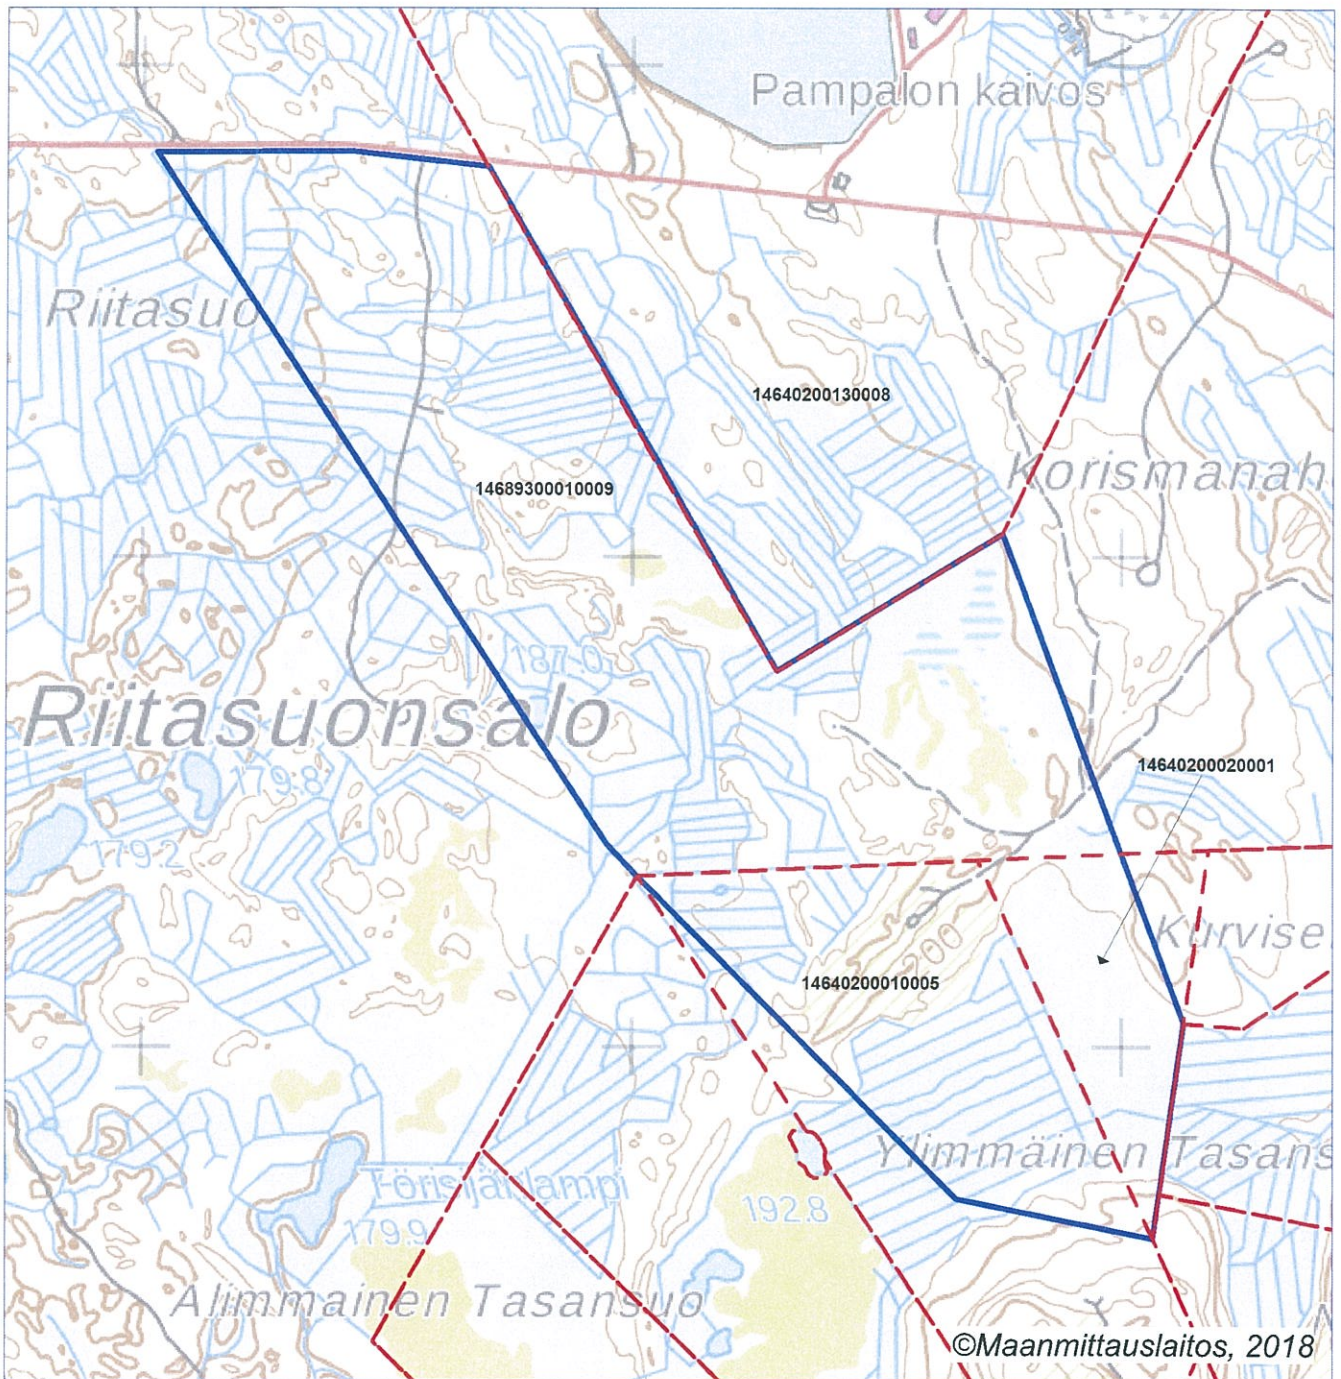 Pampalon kaivos
Riitasuo
14640200130008
Korismanah
14689300010009
187.0
Riitasuonsalo
14640200020001
179.8
179.2
Kurvise
200
14640200010005
Ylimmäinen Tasans
192.8
179.9
Alimmainen Tasansuo
©Maanmittauslaitos, 2018